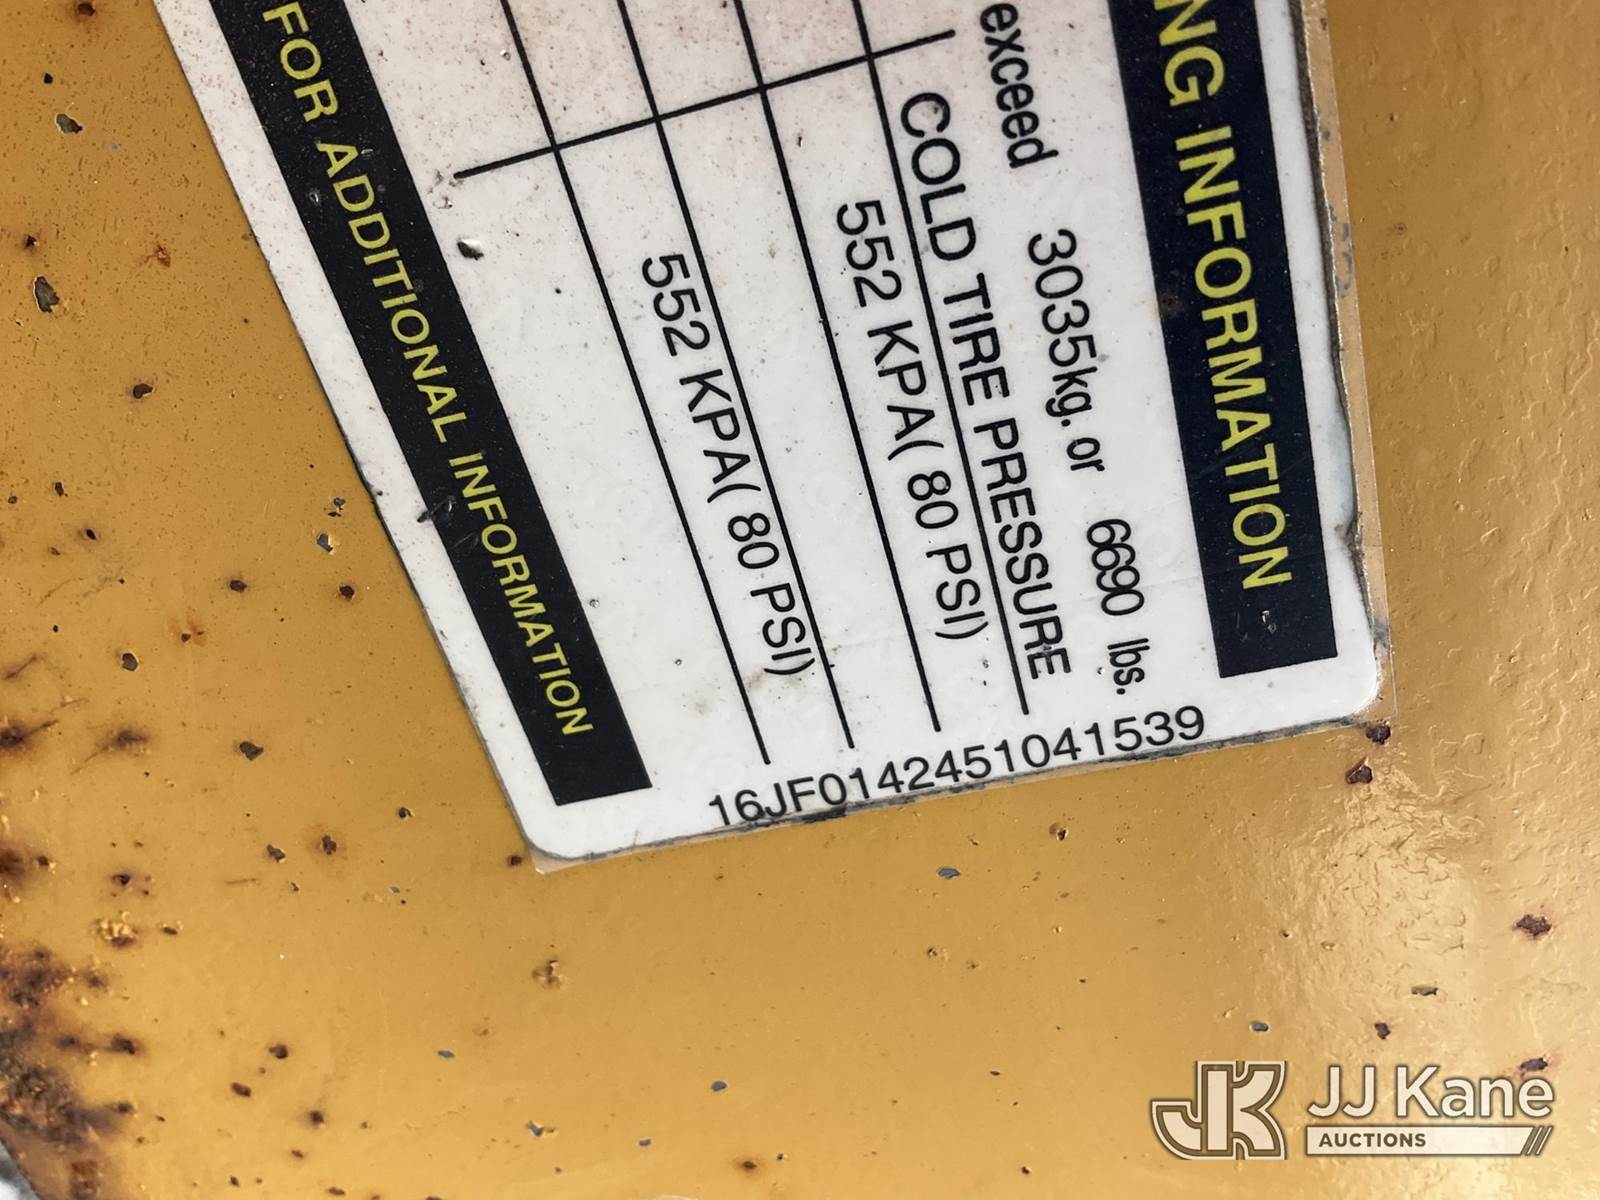 NG INFORMATION
exceed 3035kg. or 6690 lbs.
COLD TIRE PRESSURE
552 KPA( 80 PSI)
552 KPA( 80 PSI)
FOR ADDITIONAL INFORMATION
16JF0142451041539
JK JJ Kane
AUCTIONS